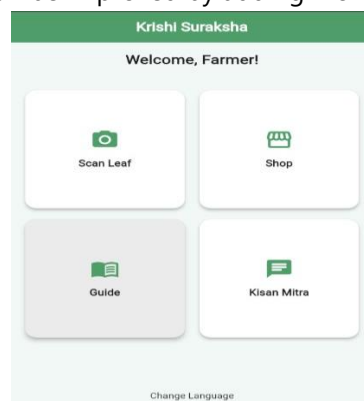 Krishi Suraksha
Welcome, Farmer!
Scan Leaf
Shop
Guide
Kisan Mitra
Change Language